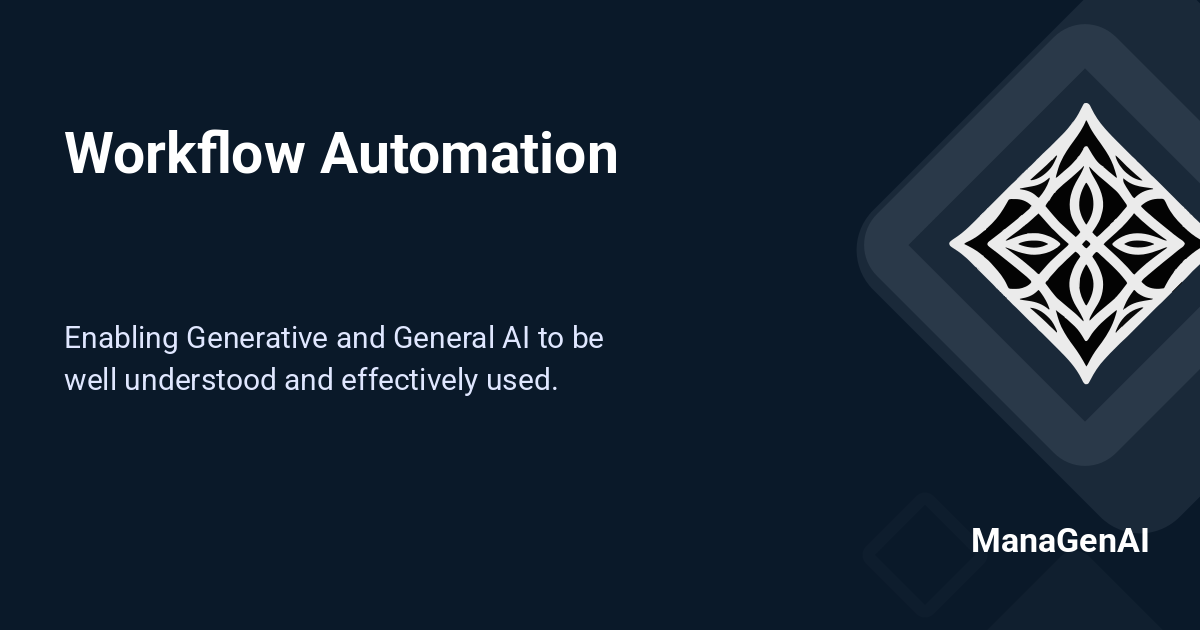 Workflow Automation
Enabling Generative and General AI to be
well understood and effectively used.
ManaGenAI